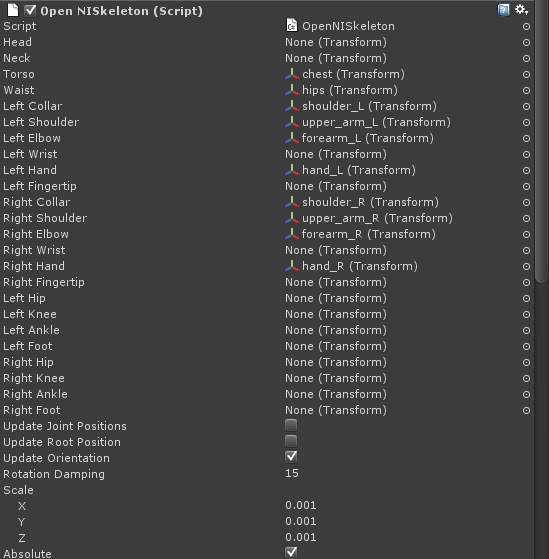 Open NISkeleton (Script)
Script OpenNISkeleton
Head None (Transform)
Neck None (Transform)
Torso chest (Transform)
Waist hips (Transform)
Left Collar shoulder_L (Transform)
Left Shoulder upper_arm_L (Transform)
Left Elbow forearm_L (Transform)
Left Wrist None (Transform)
Left Hand hand_L (Transform)
Left Fingertip None (Transform)
Right Collar shoulder_R (Transform)
Right Shoulder upper_arm_R (Transform)
Right Elbow forearm_R (Transform)
Right Wrist None (Transform)
Right Hand hand_R (Transform)
Right Fingertip None (Transform)
Left Hip None (Transform)
Left Knee None (Transform)
Left Ankle None (Transform)
Left Foot None (Transform)
Right Hip None (Transform)
Right Knee None (Transform)
Right Ankle None (Transform)
Right Foot None (Transform)
Update Joint Positions
Update Root Position
Update Orientation
Rotation Damping 15
Scale
X 0.001
Y 0.001
Z 0.001
Absolute